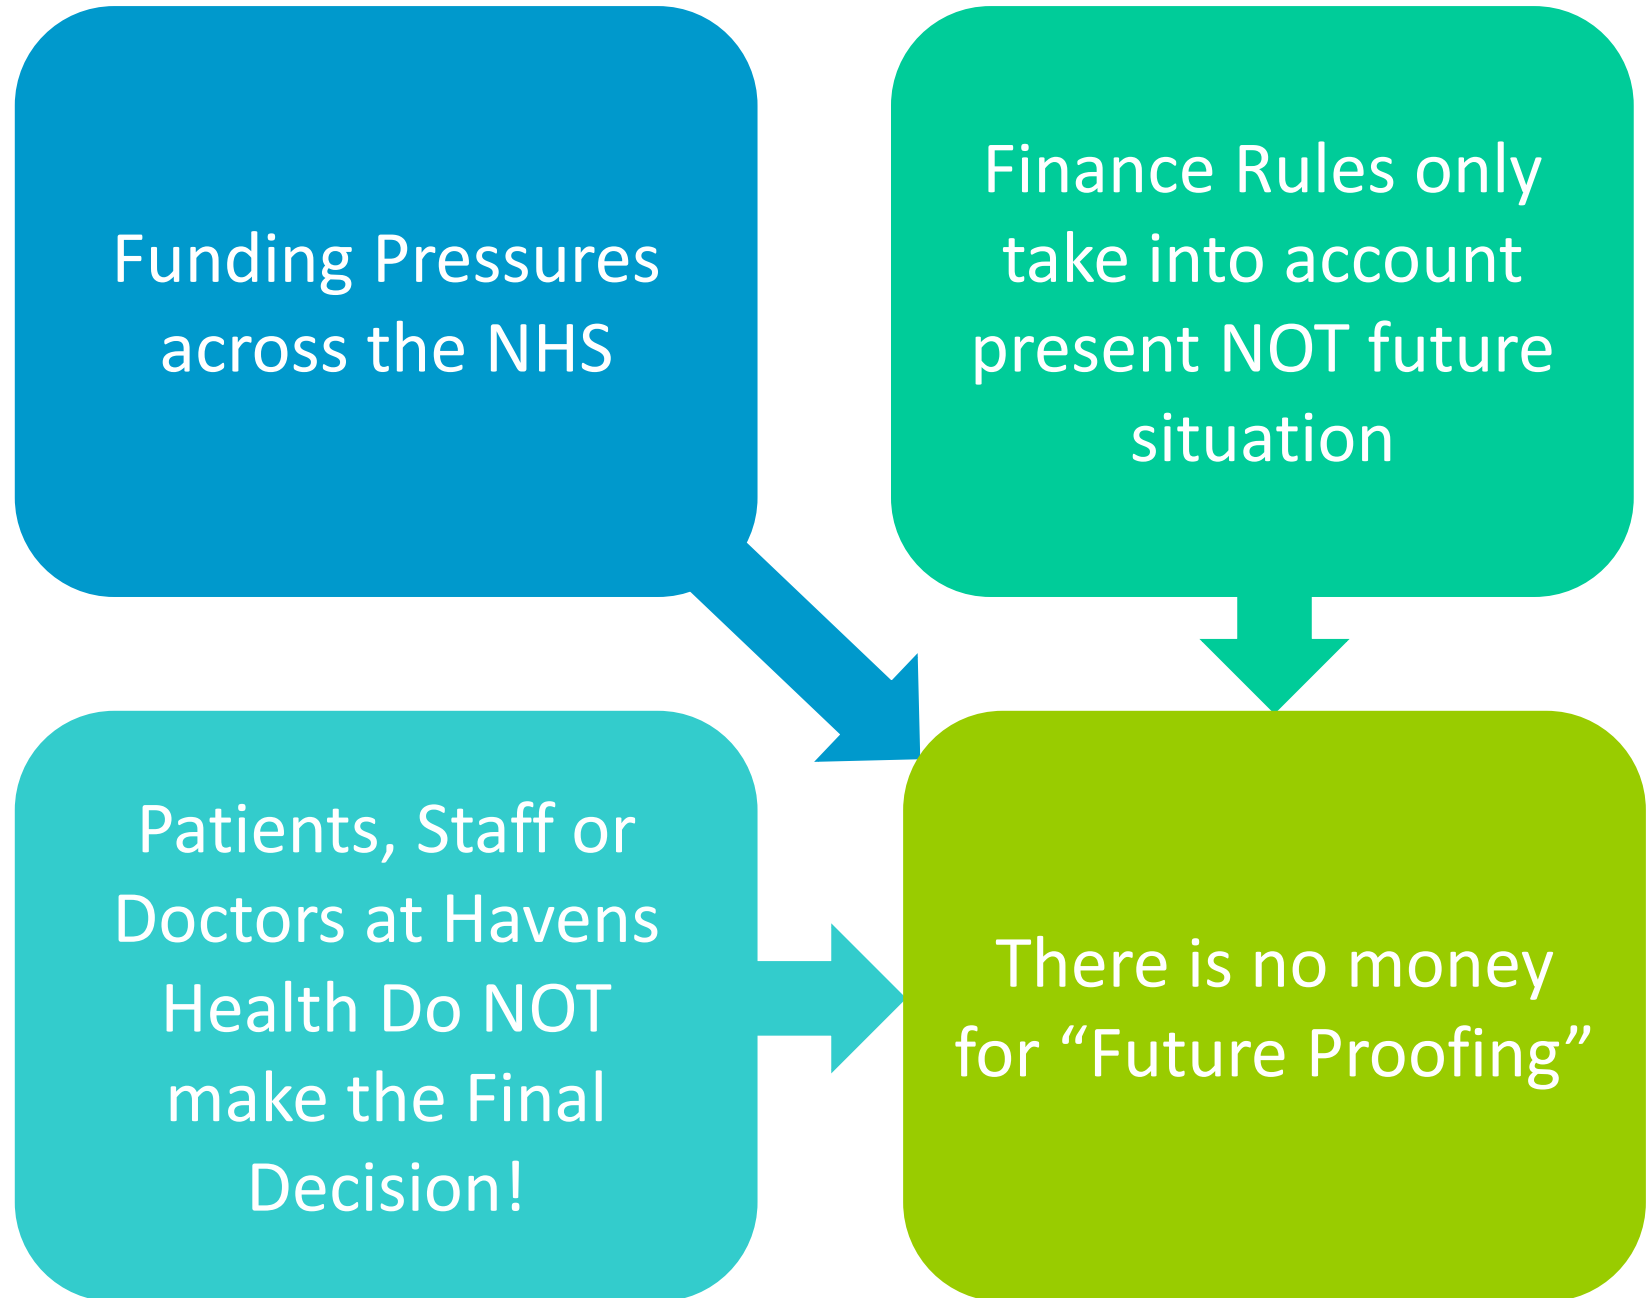 Funding Pressures
across the NHS
Finance Rules only
take into account
present NOT future
situation
Patients, Staff or
Doctors at Havens
Health Do NOT
make the Final
Decision!
There is no money
for “Future Proofing”